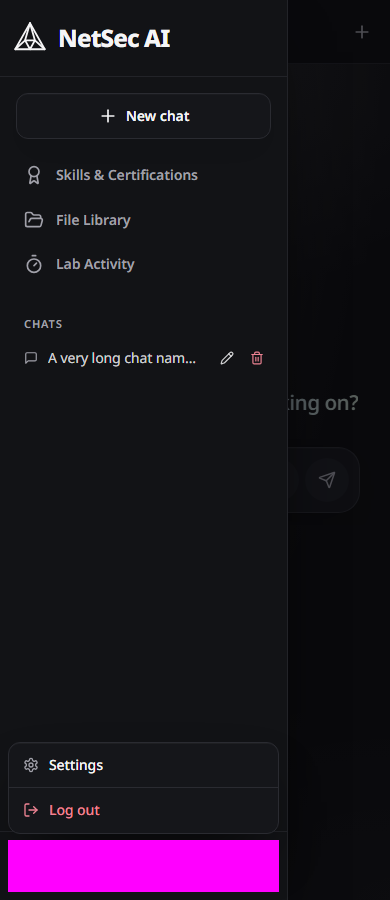 NetSec AI
New chat
Skills & Certifications
File Library
Lab Activity
CHATS
A very long chat nam...
king on?
Settings
Log out